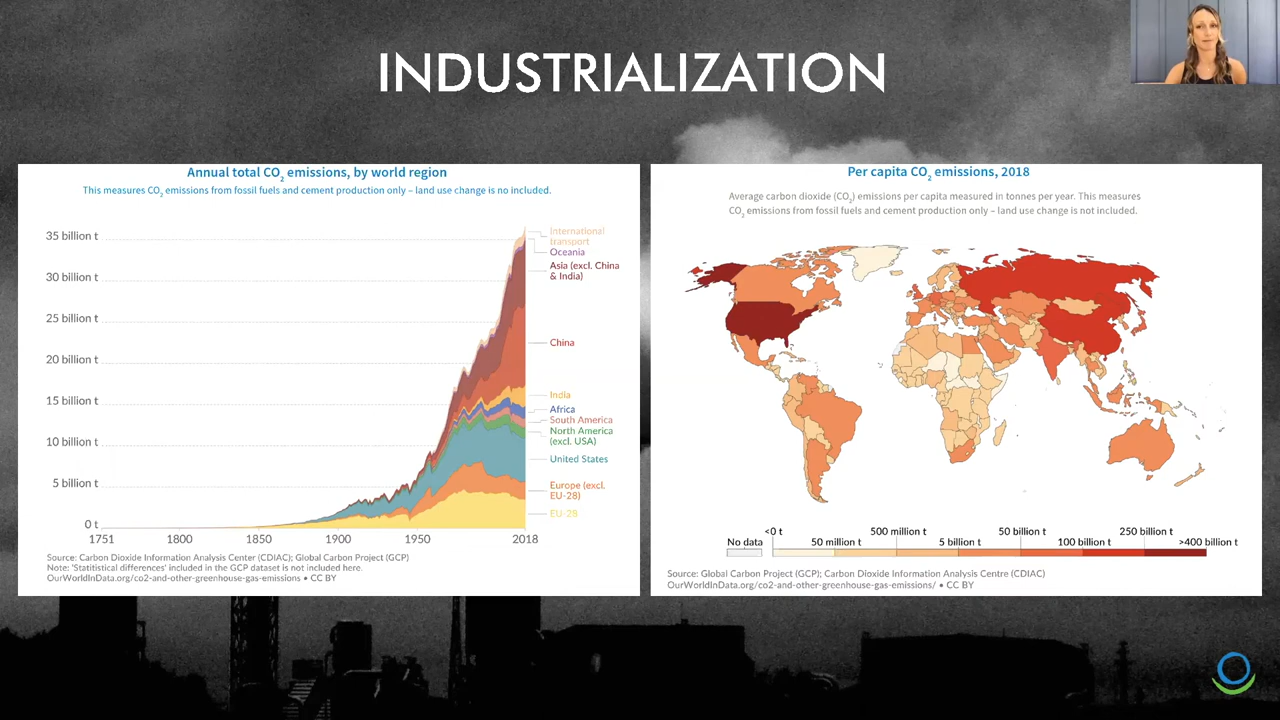 INDUSTRIALIZATION
Annual total CO₂ emissions, by world region
This measures CO₂ emissions from fossil fuels and cement production only – land use change is no included.
35 billion t
30 billion t
25 billion t
20 billion t
15 billion t
10 billion t
5 billion t
0 t
1751
1800
1850
1900
1950
2018
International
transport
Oceania
Asia (excl. China
& India)
China
India
Africa
South America
North America
(excl. USA)
United States
Europe (excl.
EU-28)
EU-28
Source: Carbon Dioxide Information Analysis Center (CDIAC); Global Carbon Project (GCP)
Note: 'Statistical differences' included in the GCP dataset is not included here.
OurWorldInData.org/co2-and-other-greenhouse-gas-emissions • CC BY
Per capita CO₂ emissions, 2018
Average carbon dioxide (CO₂) emissions per capita measured in tonnes per year. This measures
CO₂ emissions from fossil fuels and cement production only – land use change is not included.
<0 t
500 million t
50 billion t
250 billion t
No data
50 million t
5 billion t
100 billion t
>400 billion t
Source: Global Carbon Project (GCP); Carbon Dioxide Information Analysis Centre (CDIAC)
OurWorldInData.org/co2-and-other-greenhouse-gas-emissions/ • CC BY